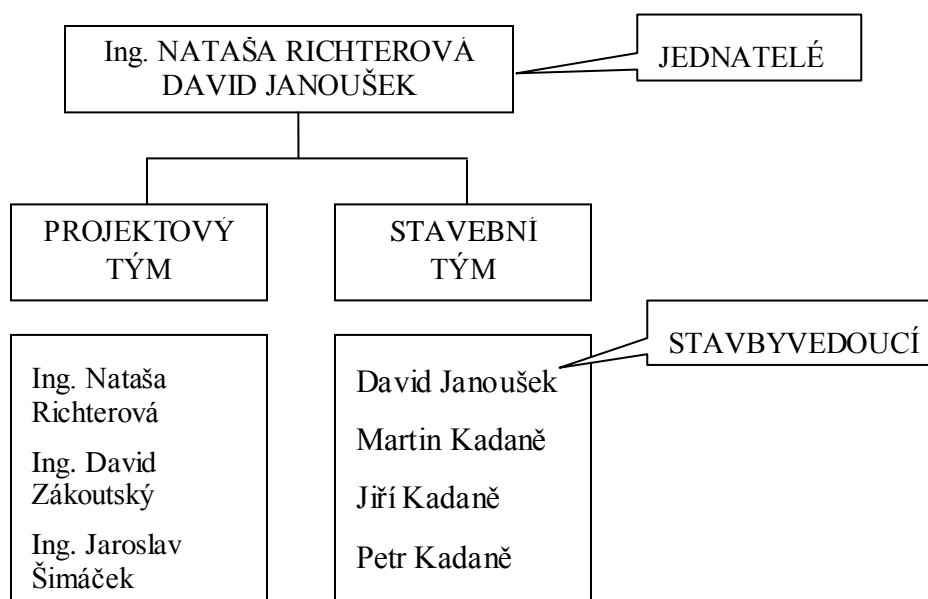 Ing. NATAŠA RICHTEROVÁ
DAVID JANOUŠEK
JEDNATELÉ
PROJEKTOVÝ
TÝM
STAVEBNÍ
TÝM
STAVBYVEDOUCÍ
Ing. Nataša
Richterová
Ing. David
Zákoutský
Ing. Jaroslav
Šimáček
David Janoušek
Martin Kadaně
Jiří Kadaně
Petr Kadaně